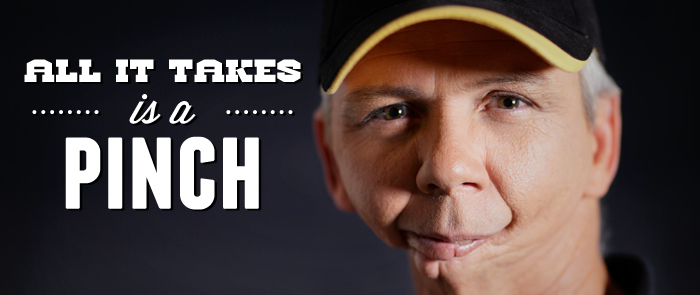 ALL IT TAKES
is a
PINCH